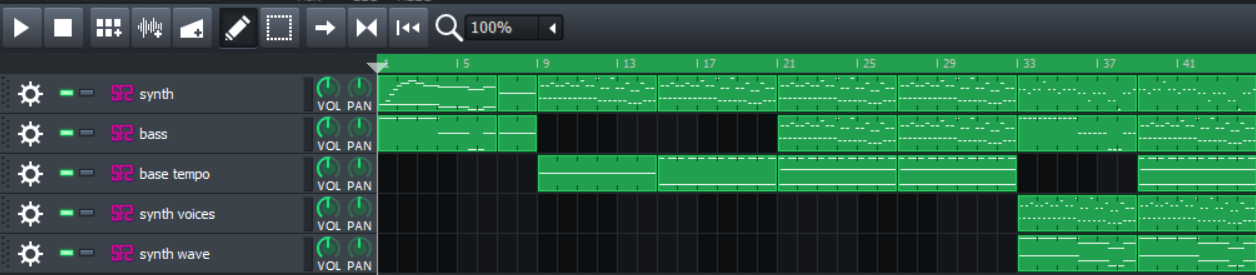 100%
1 5 9 13 17 21 25 29 33 37 41
synth VOL PAN
bass VOL PAN
base tempo VOL PAN
synth voices VOL PAN
synth wave VOL PAN